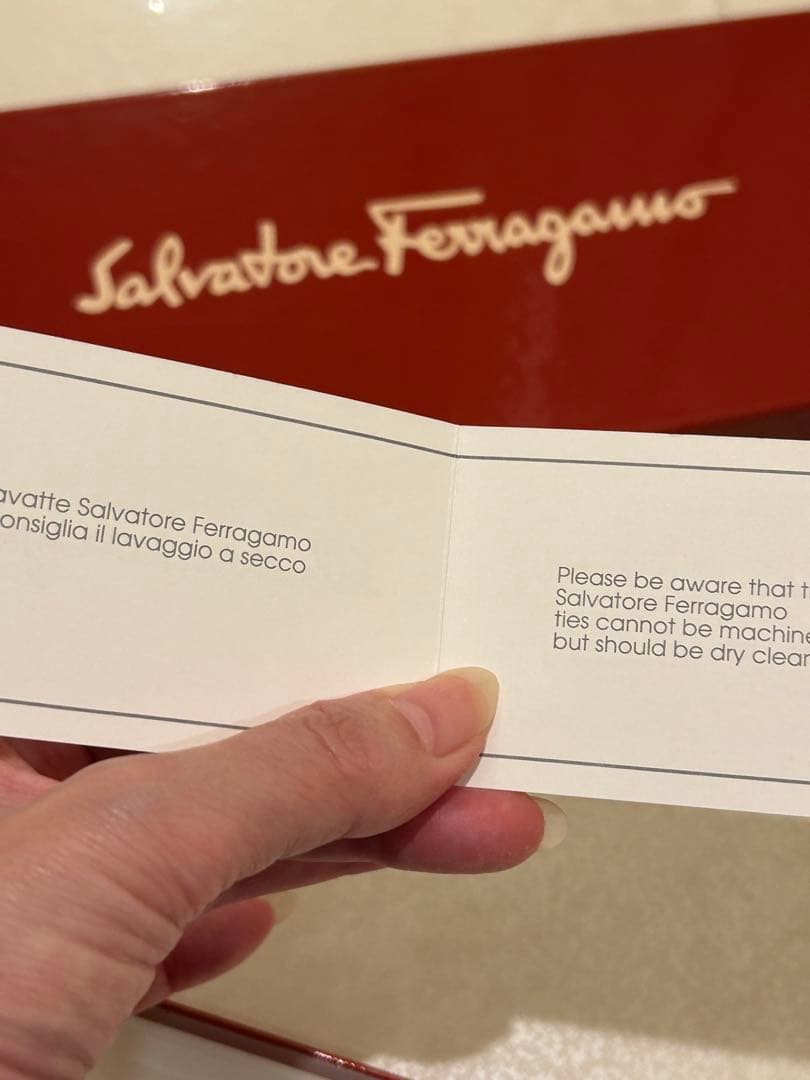 Salvatore Ferragamo
avatte Salvatore Ferragamo
onsiglia il lavaggio a secco
Please be aware that t
Salvatore Ferragamo
ties cannot be machine
but should be dry clean